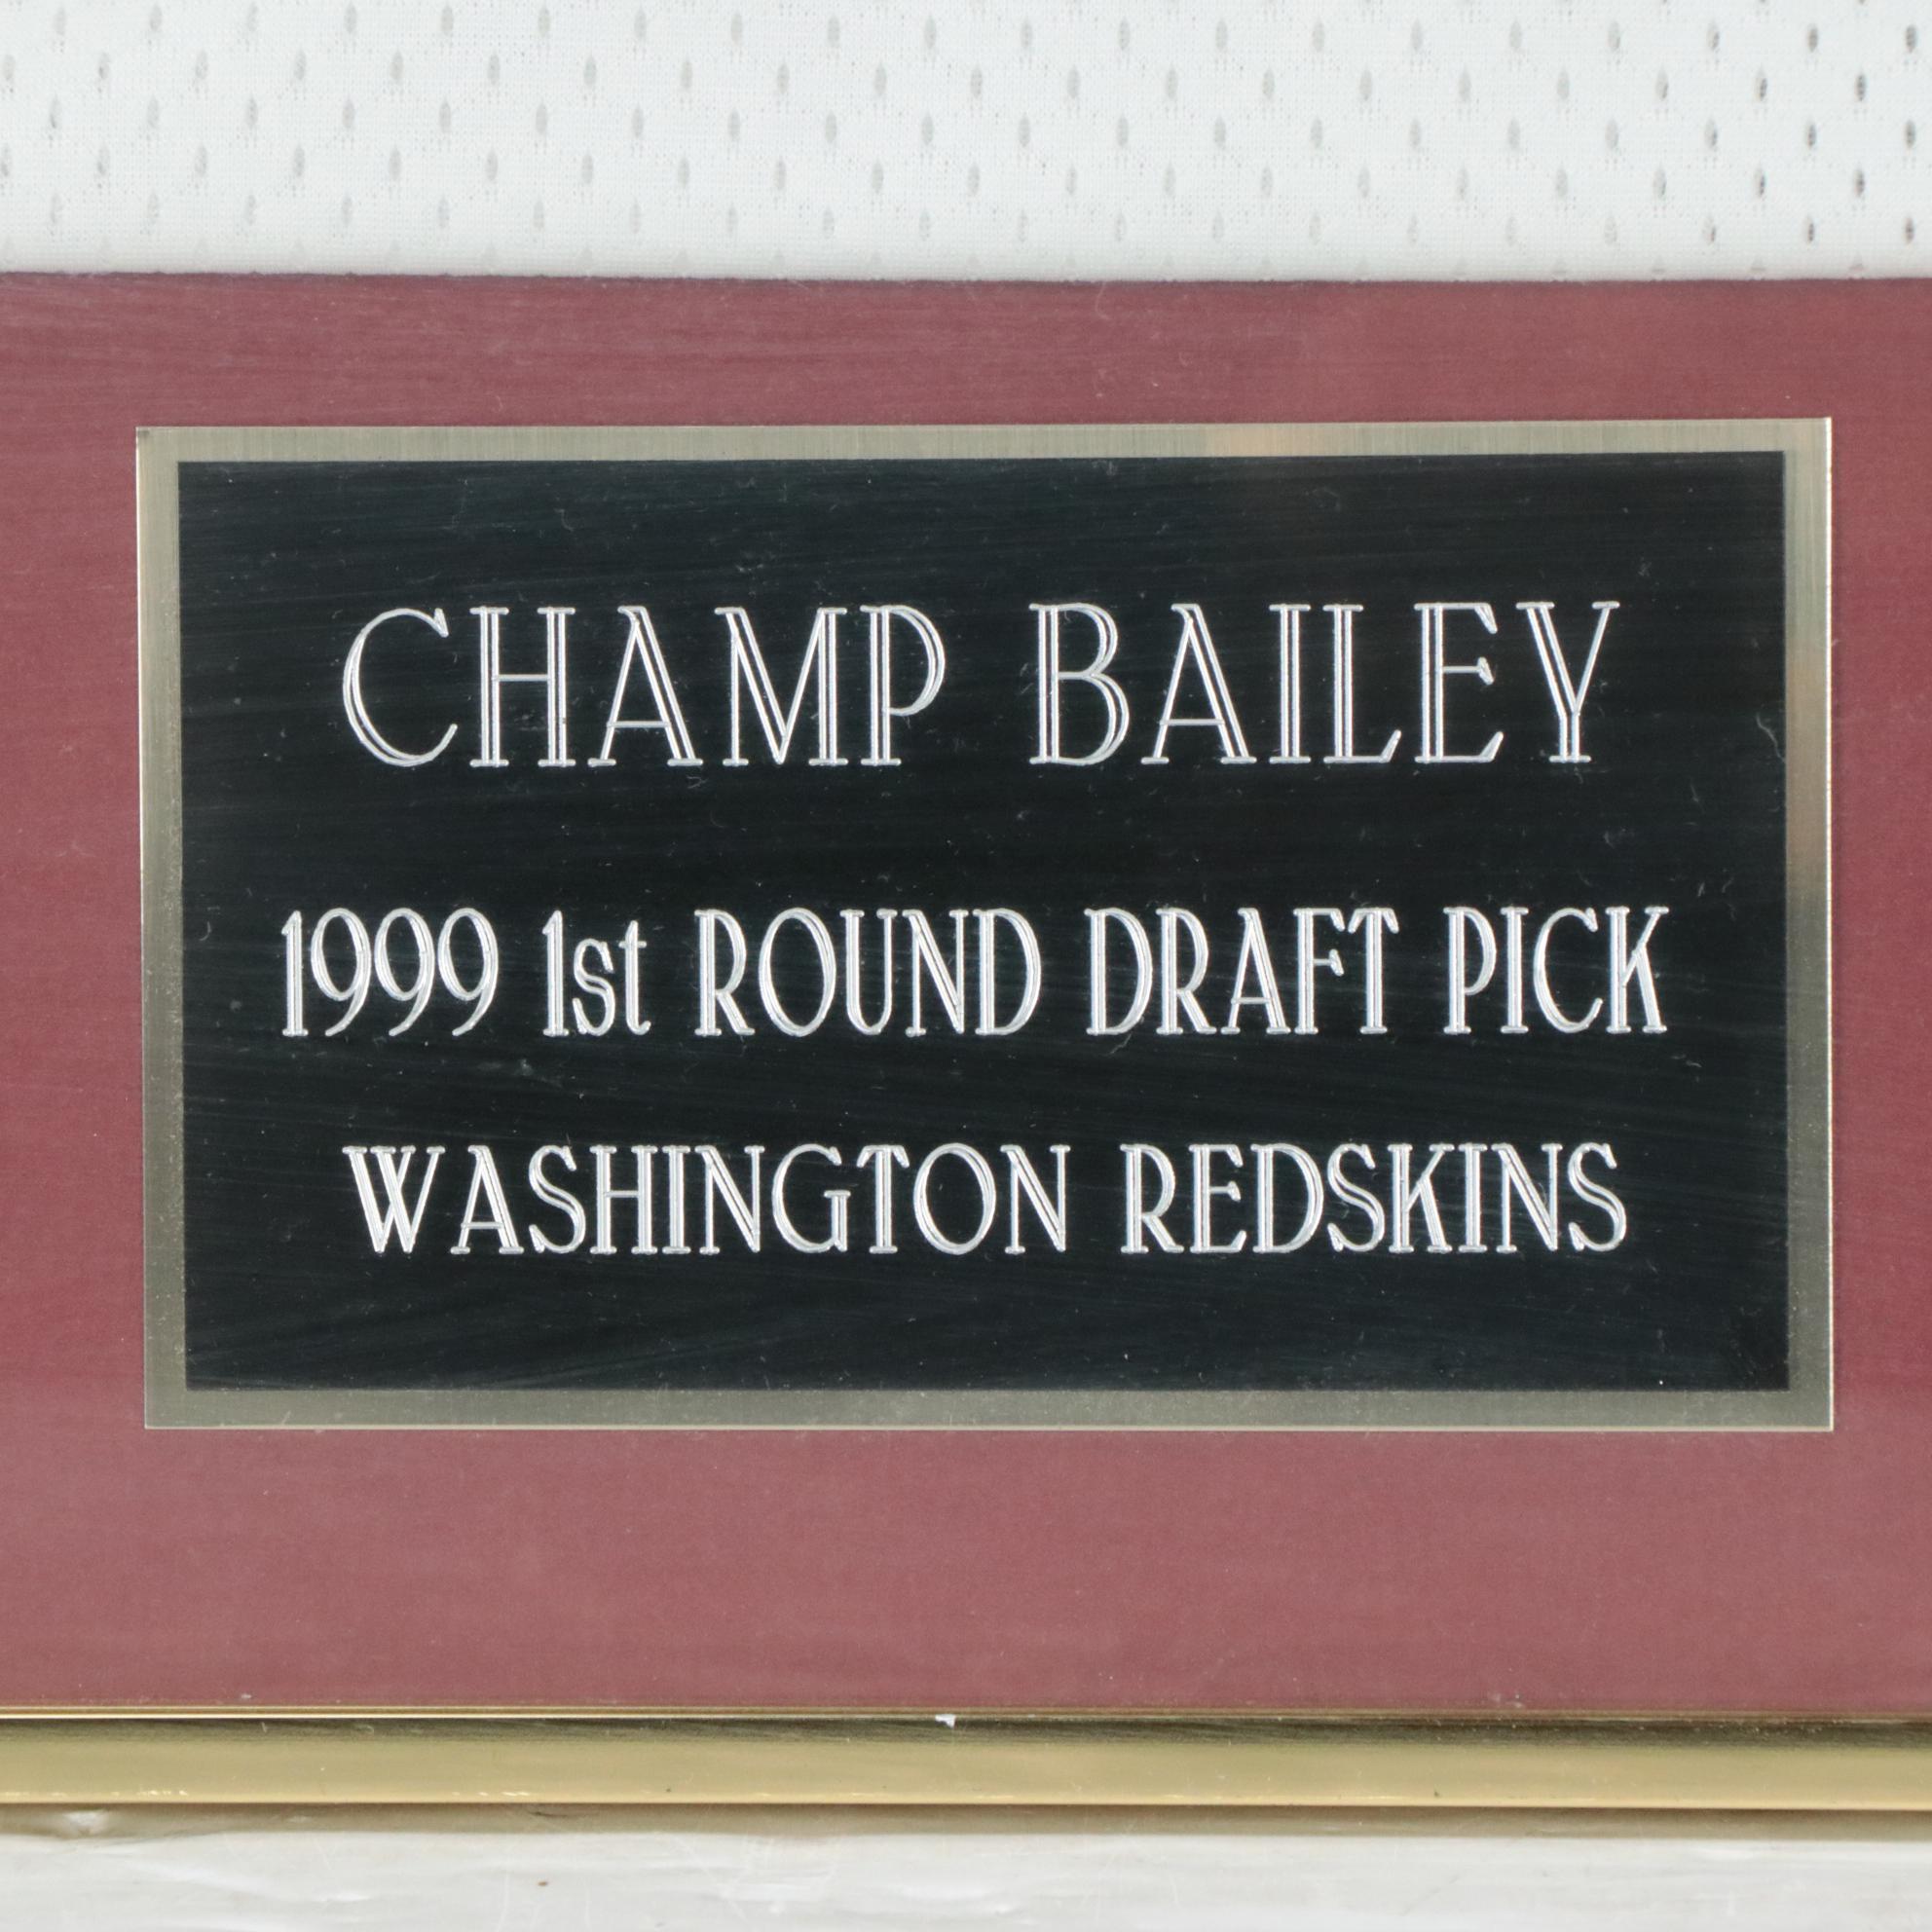 CHAMP BAILEY
1999 1st ROUND DRAFT PICK
WASHINGTON REDSKINS